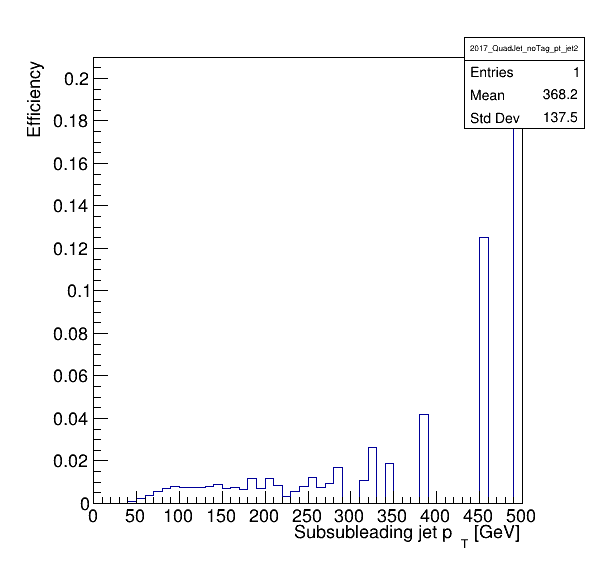 2017_QuadJet_noTag_pt_jet2
Entries 1
Mean 368.2
Std Dev 137.5
Efficiency
0.2
0.18
0.16
0.14
0.12
0.1
0.08
0.06
0.04
0.02
0
0 50 100 150 200 250 300 350 400 450 500
Subsubleading jet p_T [GeV]